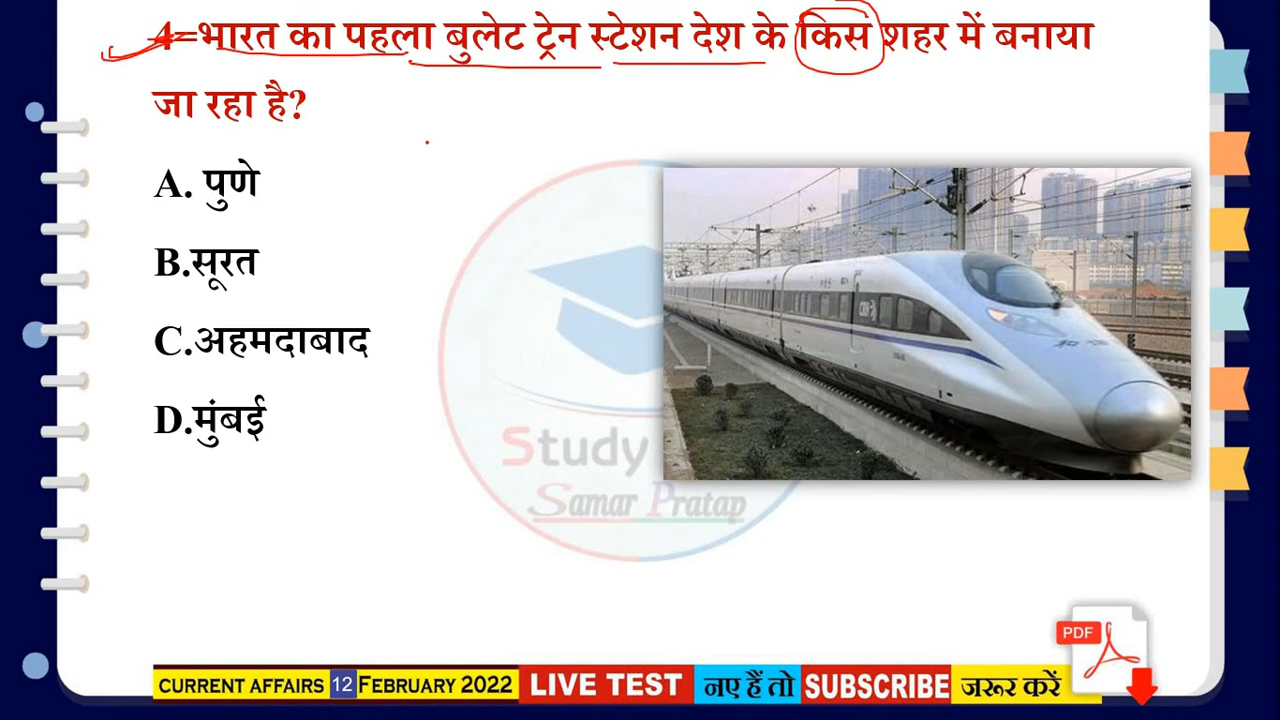 4=भारत का पहला बुलेट ट्रेन स्टेशन देश के किस शहर में बनाया
जा रहा है?
A. पुणे
B.सूरत
C.अहमदाबाद
D.मुंबई
Study
Samar Pratap
PDF
CURRENT AFFAIRS 12 FEBRUARY 2022 LIVE TEST नए हैं तो SUBSCRIBE जरूर करें